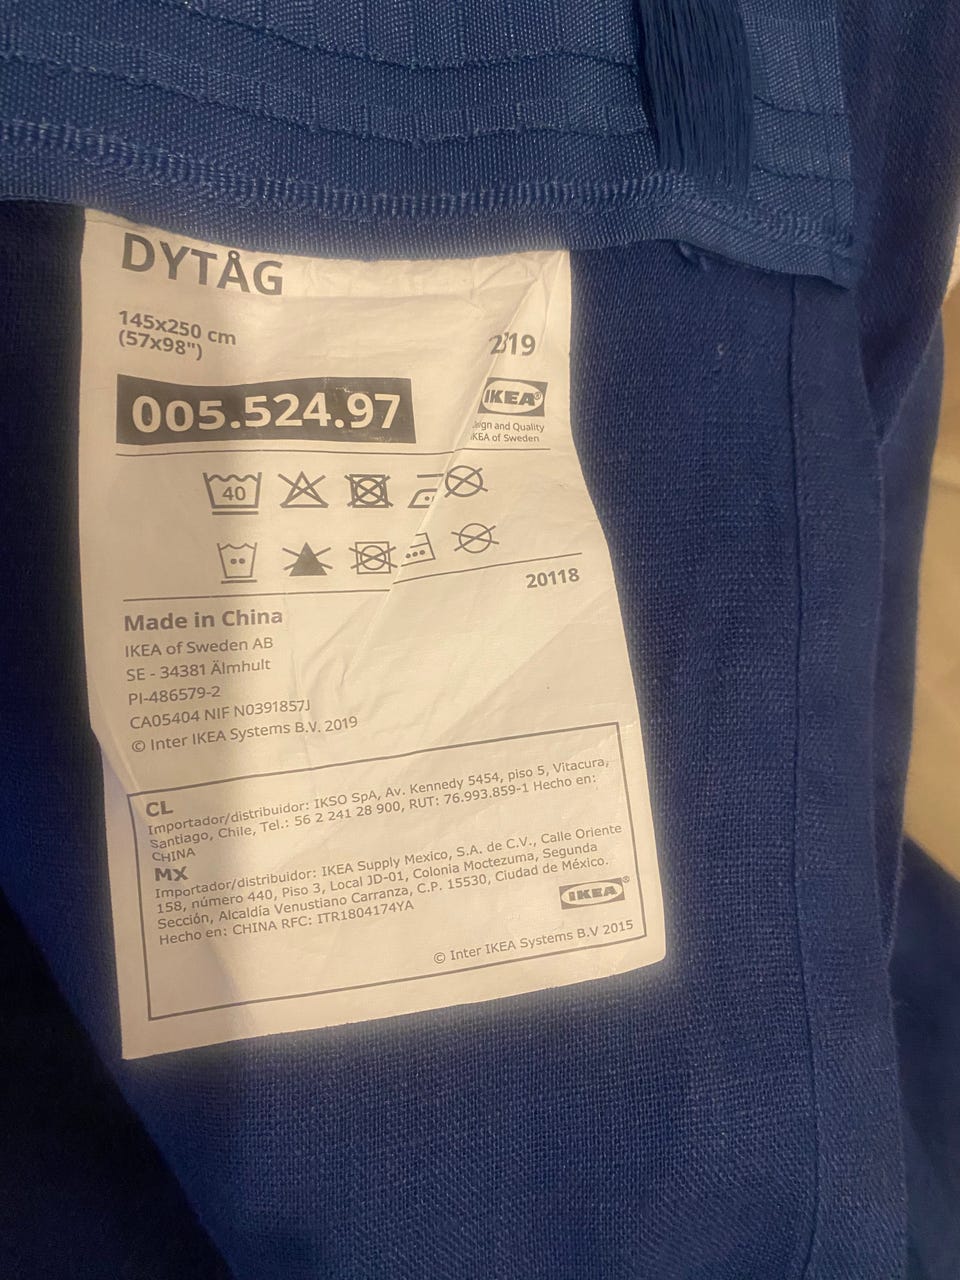 DYTÅG
145x250 cm
(57x98")
005.524.97
IKEA®
and Quality
IKEA of Sweden
40
20118
Made in China
IKEA of Sweden AB
SE - 34381 Älmhult
PI-486579-2
CA05404 NIF N0391857J
© Inter IKEA Systems B.V. 2019
CL
Importador/distribuidor: IKSO SpA, Av. Kennedy 5454, piso 5, Vitacura,
Santiago, Chile, Tel.: 56 2 241 28 900, RUT: 76.993.859-1 Hecho en:
CHINA
MX
Importador/distribuidor: IKEA Supply Mexico, S.A. de C.V., Calle Oriente
158, número 440, Piso 3, Local JD-01, Colonia Moctezuma, Segunda
Sección, Alcaldía Venustiano Carranza, C.P. 15530, Ciudad de México.
Hecho en: CHINA RFC: ITR1804174YA
IKEA®
© Inter IKEA Systems B.V 2015